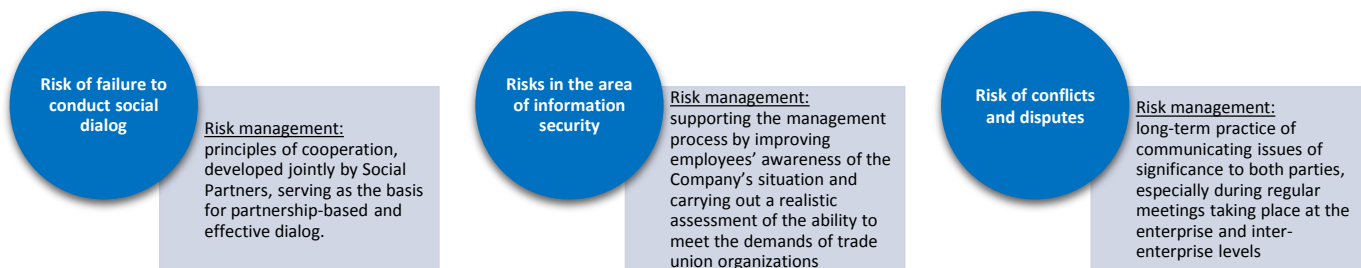 Risk of failure to
conduct social
dialog
Risk management:
principles of cooperation,
developed jointly by Social
Partners, serving as the basis
for partnership-based and
effective dialog.
Risks in the area
of information
security
Risk management:
supporting the management
process by improving
employees’ awareness of the
Company’s situation and
carrying out a realistic
assessment of the ability to
meet the demands of trade
union organizations
Risk of conflicts
and disputes
Risk management:
long-term practice of
communicating issues of
significance to both parties,
especially during regular
meetings taking place at the
enterprise and inter-
enterprise levels